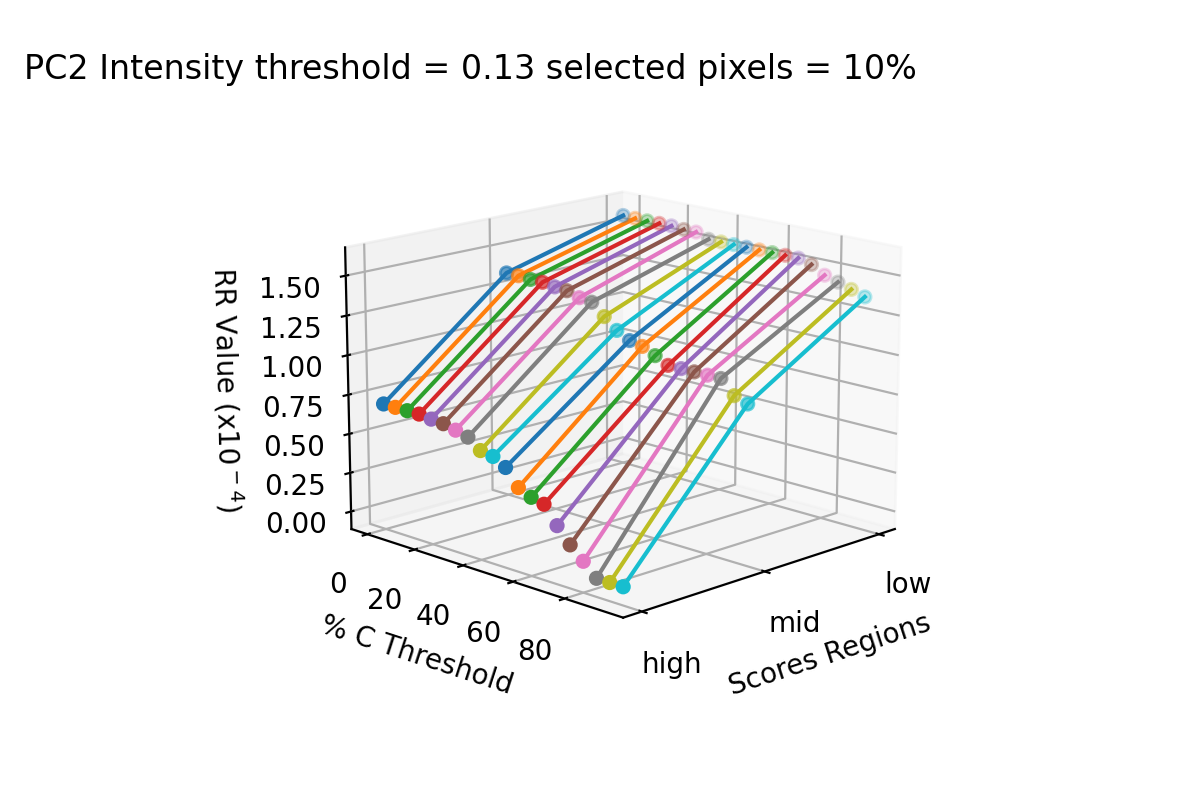 PC2 Intensity threshold = 0.13 selected pixels = 10%
RR Value (x10⁻⁴)
1.50
1.25
1.00
0.75
0.50
0.25
0.00
0
20
40
60
80
% C Threshold
high
mid
low
Scores Regions